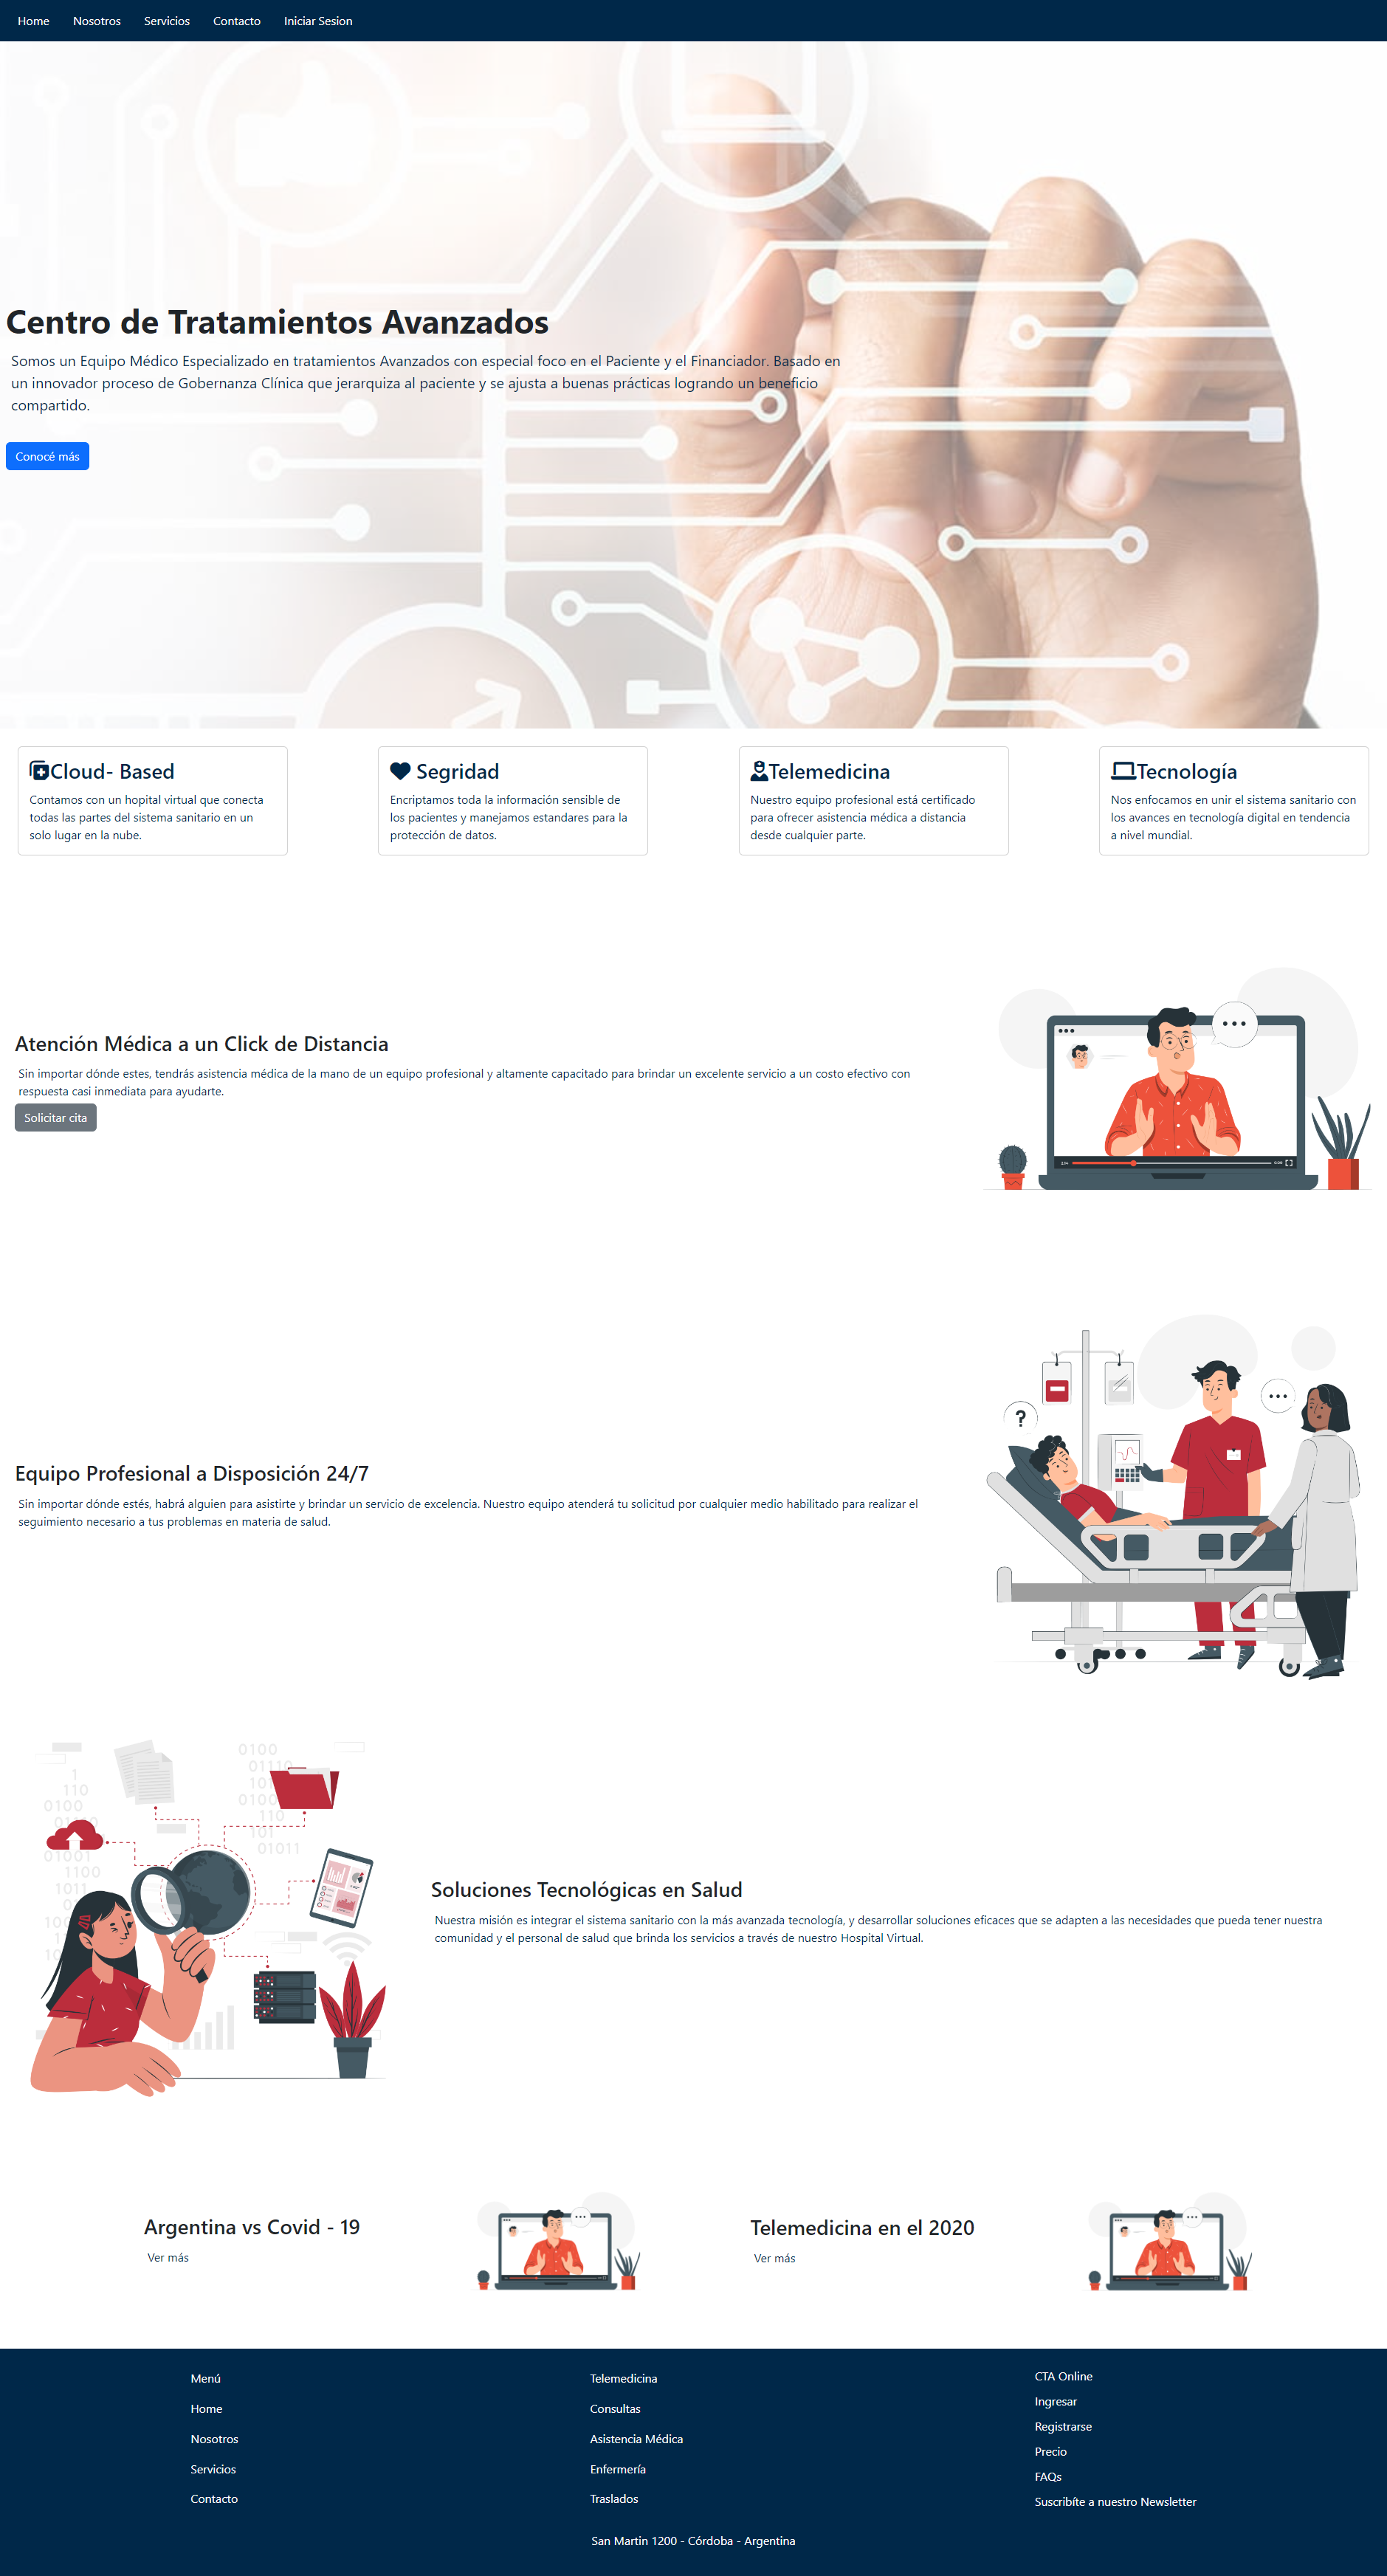 Home Nosotros Servicios Contacto Iniciar Sesion
Centro de Tratamientos Avanzados
Somos un Equipo Médico Especializado en tratamientos Avanzados con especial foco en el Paciente y el Financiador. Basado en
un innovador proceso de Gobernanza Clínica que jerarquiza al paciente y se ajusta a buenas prácticas logrando un beneficio
compartido.
Conocé más
Cloud- Based
Contamos con un hopital virtual que conecta
todas las partes del sistema sanitario en un
solo lugar en la nube.
Segridad
Encriptamos toda la información sensible de
los pacientes y manejamos estandares para la
protección de datos.
Telemedicina
Nuestro equipo profesional está certificado
para ofrecer asistencia médica a distancia
desde cualquier parte.
Tecnología
Nos enfocamos en unir el sistema sanitario con
los avances en tecnología digital en tendencia
a nivel mundial.
Atención Médica a un Click de Distancia
Sin importar dónde estes, tendrás asistencia médica de la mano de un equipo profesional y altamente capacitado para brindar un excelente servicio a un costo efectivo con
respuesta casi inmediata para ayudarte.
Solicitar cita
?
Equipo Profesional a Disposición 24/7
Sin importar dónde estés, habrá alguien para asistirte y brindar un servicio de excelencia. Nuestro equipo atenderá tu solicitud por cualquier medio habilitado para realizar el
seguimiento necesario a tus problemas en materia de salud.
0100
01110
1
110
0100
0100
110
101
01011
01001
1100
1011
Soluciones Tecnológicas en Salud
Nuestra misión es integrar el sistema sanitario con la más avanzada tecnología, y desarrollar soluciones eficaces que se adapten a las necesidades que pueda tener nuestra
comunidad y el personal de salud que brinda los servicios a través de nuestro Hospital Virtual.
Argentina vs Covid - 19
Ver más
Telemedicina en el 2020
Ver más
Menú
Home
Nosotros
Servicios
Contacto
Telemedicina
Consultas
Asistencia Médica
Enfermería
Traslados
CTA Online
Ingresar
Registrarse
Precio
FAQs
Suscribíte a nuestro Newsletter
San Martin 1200 - Córdoba - Argentina